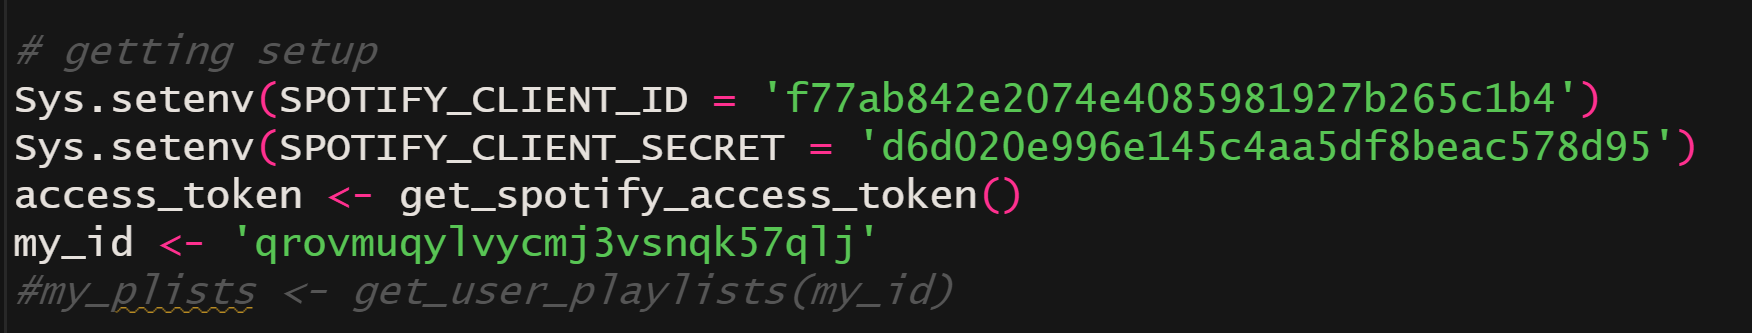 # getting setup
Sys.setenv(SPOTIFY_CLIENT_ID = 'f77ab842e2074e4085981927b265c1b4')
Sys.setenv(SPOTIFY_CLIENT_SECRET = 'd6d020e996e145c4aa5df8beac578d95')
access_token <- get_spotify_access_token()
my_id <- 'qrovmuqylvycmj3vsnqk57qlj'
#my_plists <- get_user_playlists(my_id)